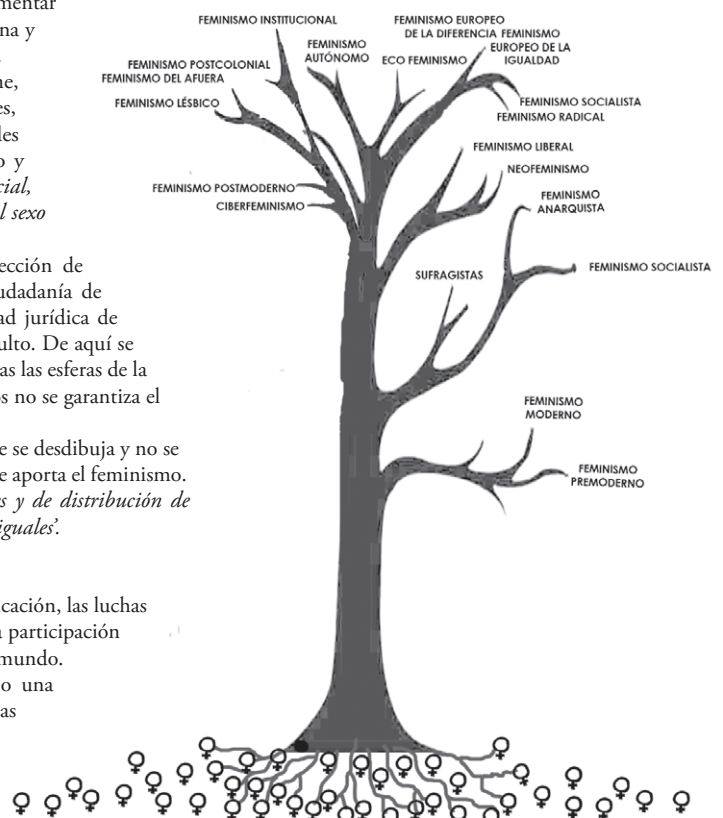 mentar
na y
ne,
es,
les
o y
cial,
l sexo
ección de
udadanía de
ad jurídica de
ulto. De aquí se
as las esferas de la
os no se garantiza el
e se desdibuja y no se
e aporta el feminismo.
es y de distribución de
iguales’.
icación, las luchas
a participación
mundo.
o una
as
FEMINISMO INSTITUCIONAL
FEMINISMO POSTCOLONIAL
FEMINISMO DEL AFUERA
FEMINISMO LÉSBICO
FEMINISMO POSTMODERNO
CIBERFEMINISMO
FEMINISMO
AUTÓNOMO
ECO FEMINISMO
FEMINISMO EUROPEO
DE LA DIFERENCIA
FEMINISMO
EUROPEO DE LA
IGUALDAD
FEMINISMO SOCIALISTA
FEMINISMO RADICAL
FEMINISMO LIBERAL
NEOFEMINISMO
FEMINISMO
ANARQUISTA
FEMINISMO SOCIALISTA
SUFRAGISTAS
FEMINISMO
MODERNO
FEMINISMO
PREMODERNO